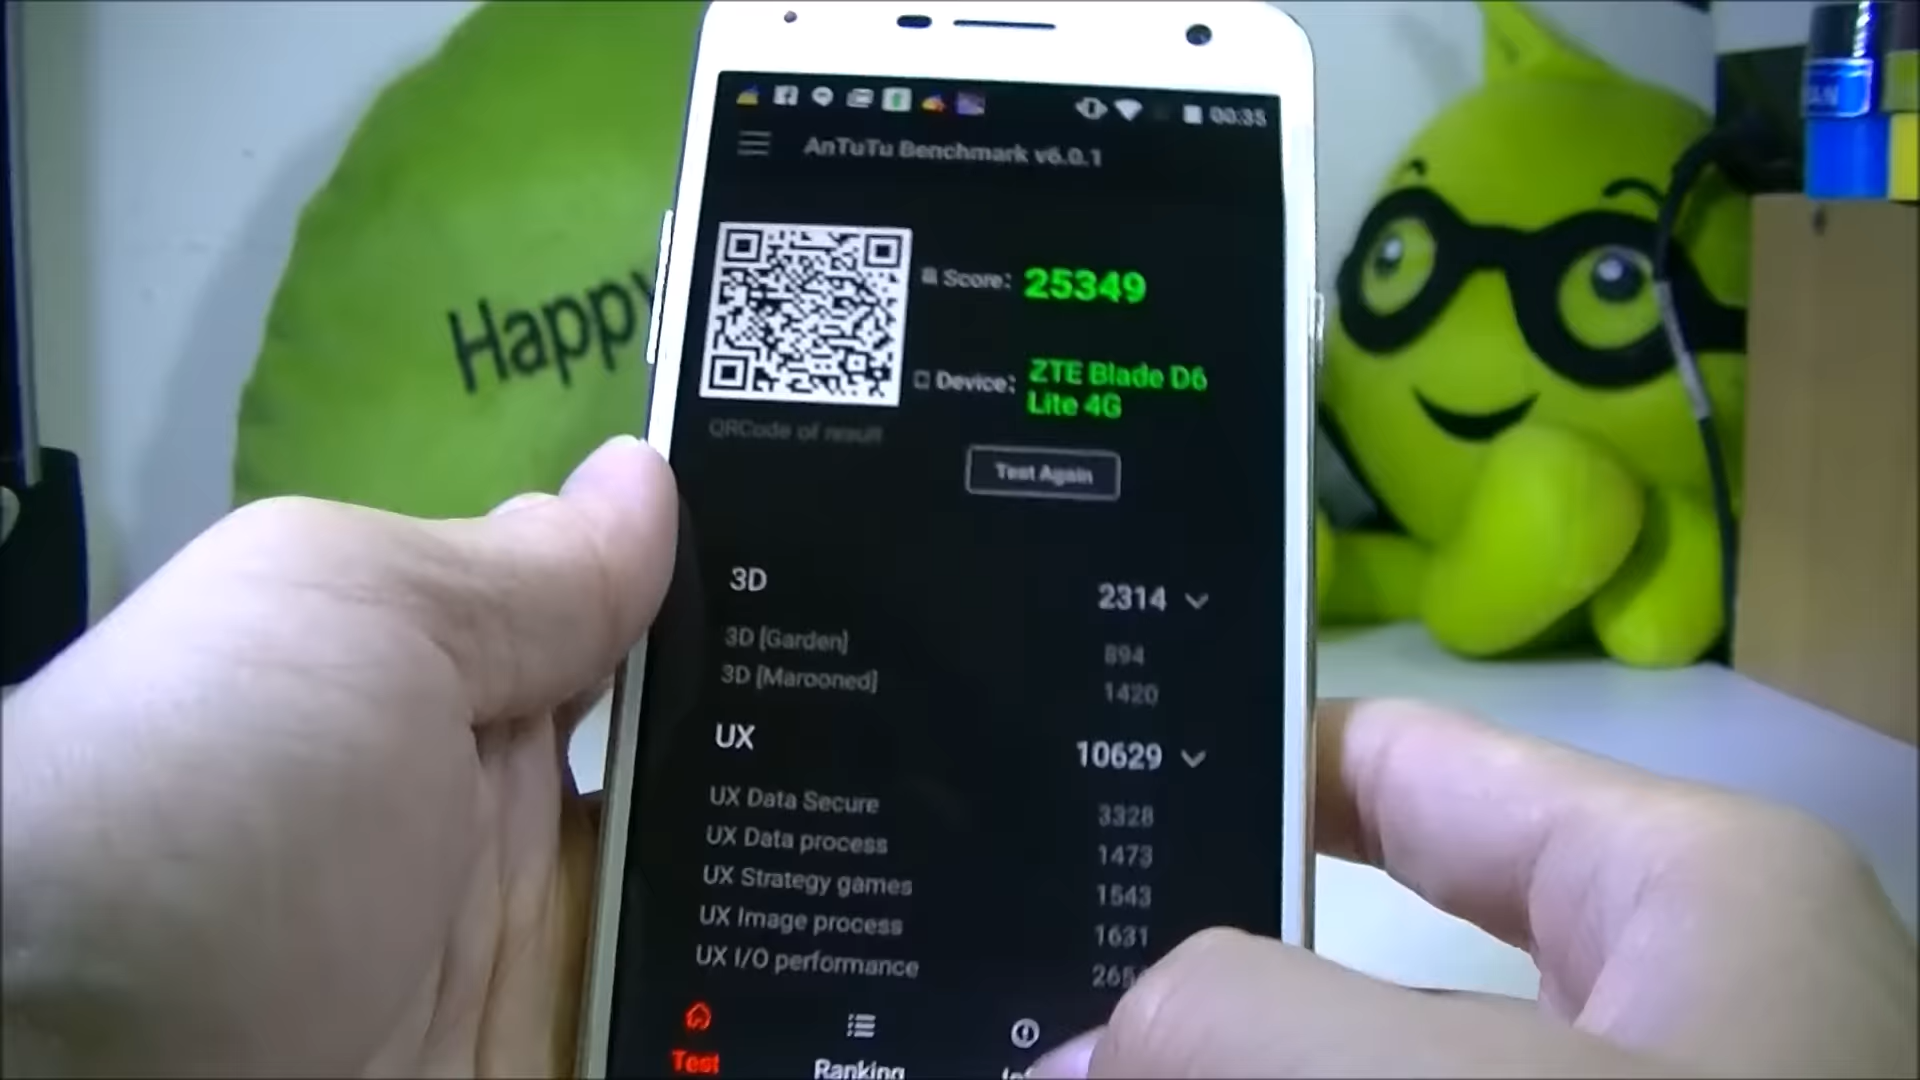 00:35
AnTuTu Benchmark v6.0.1
Happy
Score: 25349
Device: ZTE Blade D6
Lite 4G
QRCode of result
Test Again
3D 2314
3D [Garden] 894
3D [Marooned] 1420
UX 10629
UX Data Secure 3328
UX Data process 1473
UX Strategy games 1543
UX Image process 1631
UX I/O performance
Test
Ranking